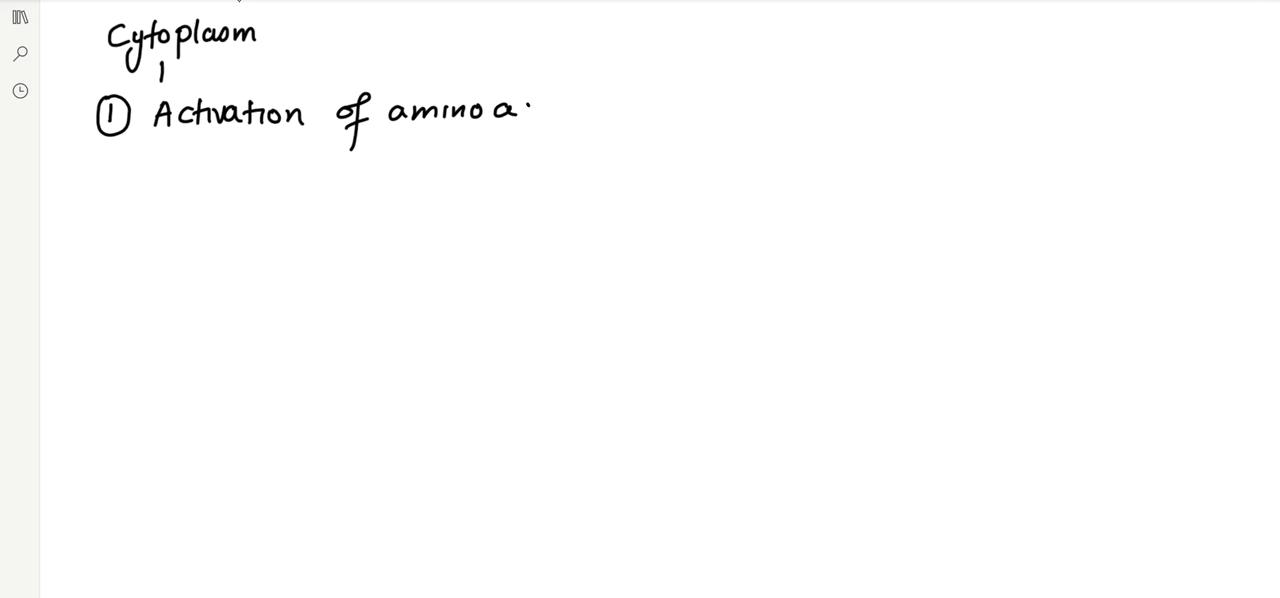 Cytoplasm
① Activation of amino a.